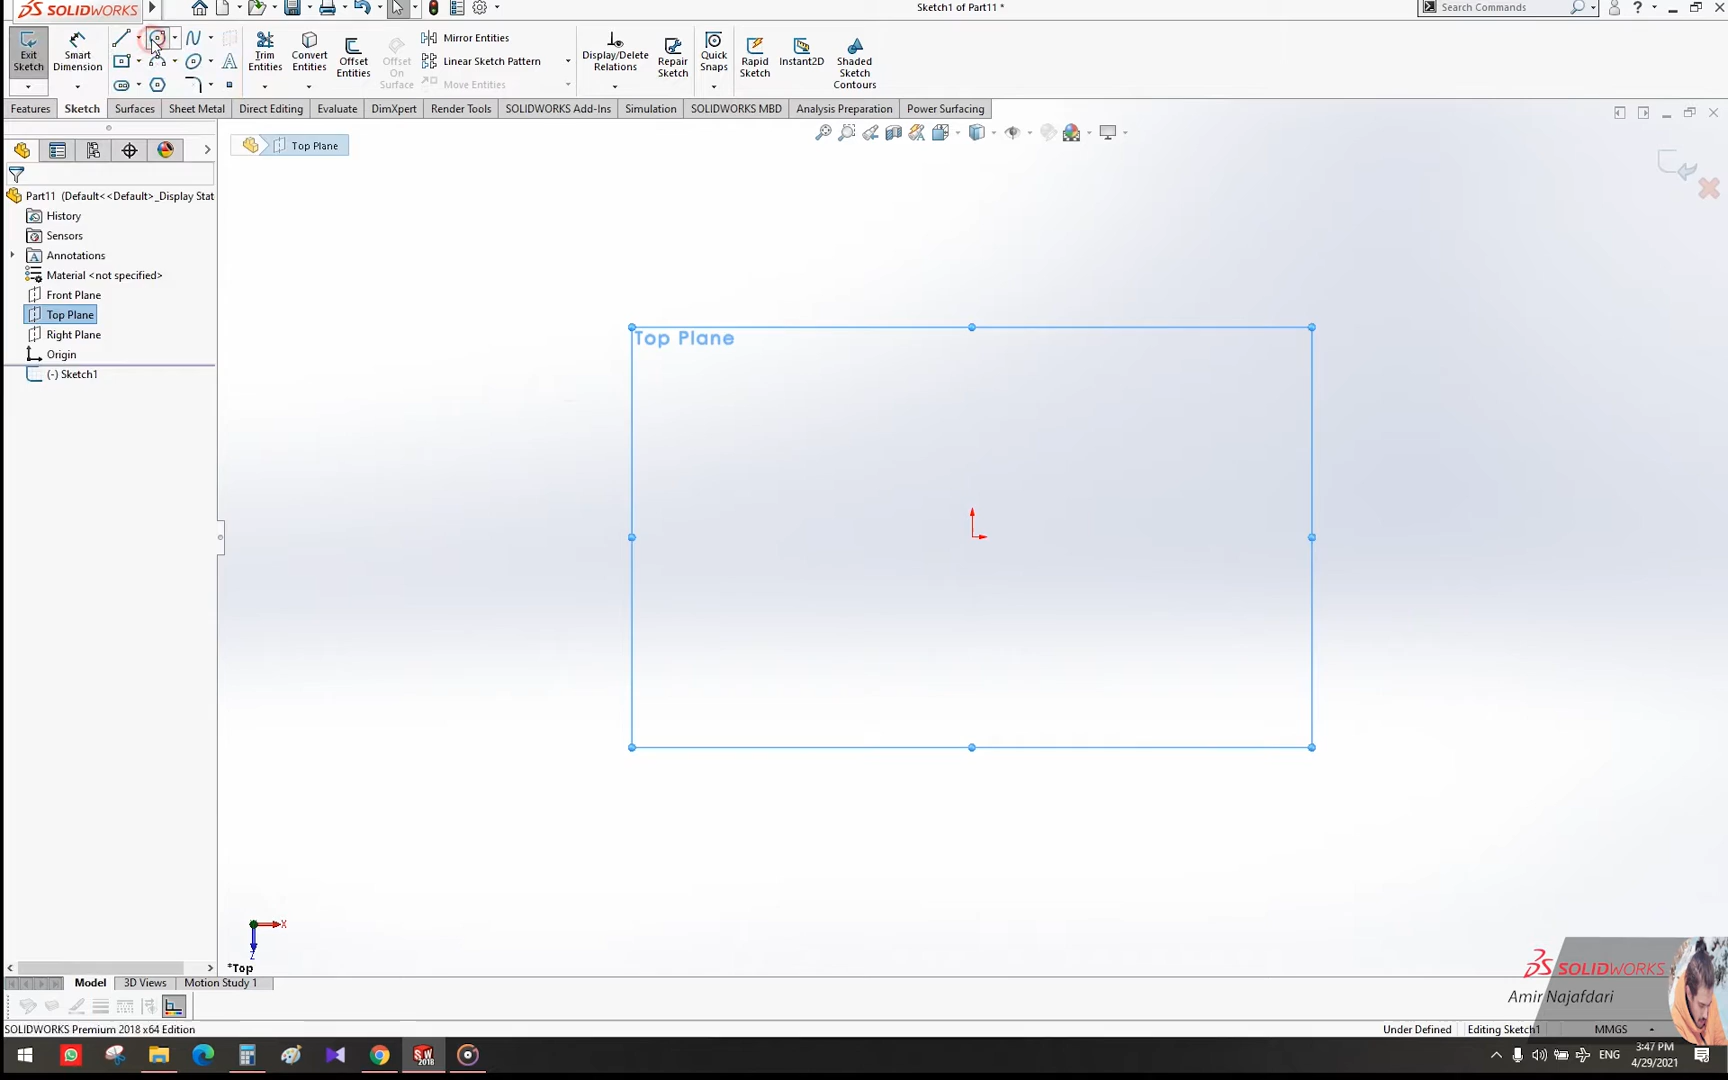 SOLIDWORKS
Sketch1 of Part11 *
Search Commands
Exit Sketch
Smart Dimension
Trim Entities
Convert Entities
Offset Entities
Offset On Surface
Mirror Entities
Linear Sketch Pattern
Move Entities
Display/Delete Relations
Repair Sketch
Quick Snaps
Rapid Sketch
Instant2D
Shaded Sketch Contours
Features
Sketch
Surfaces
Sheet Metal
Direct Editing
Evaluate
DimXpert
Render Tools
SOLIDWORKS Add-Ins
Simulation
SOLIDWORKS MBD
Analysis Preparation
Power Surfacing
Top Plane
Part11 (Default<<Default>_Display Stat
History
Sensors
Annotations
Material <not specified>
Front Plane
Top Plane
Right Plane
Origin
(-) Sketch1
Top Plane
X
Z
*Top
SOLIDWORKS
Amir Najafdari
Model
3D Views
Motion Study 1
SOLIDWORKS Premium 2018 x64 Edition
Under Defined
Editing Sketch1
MMGS
SW
2018
ENG
3:47 PM
4/29/2021